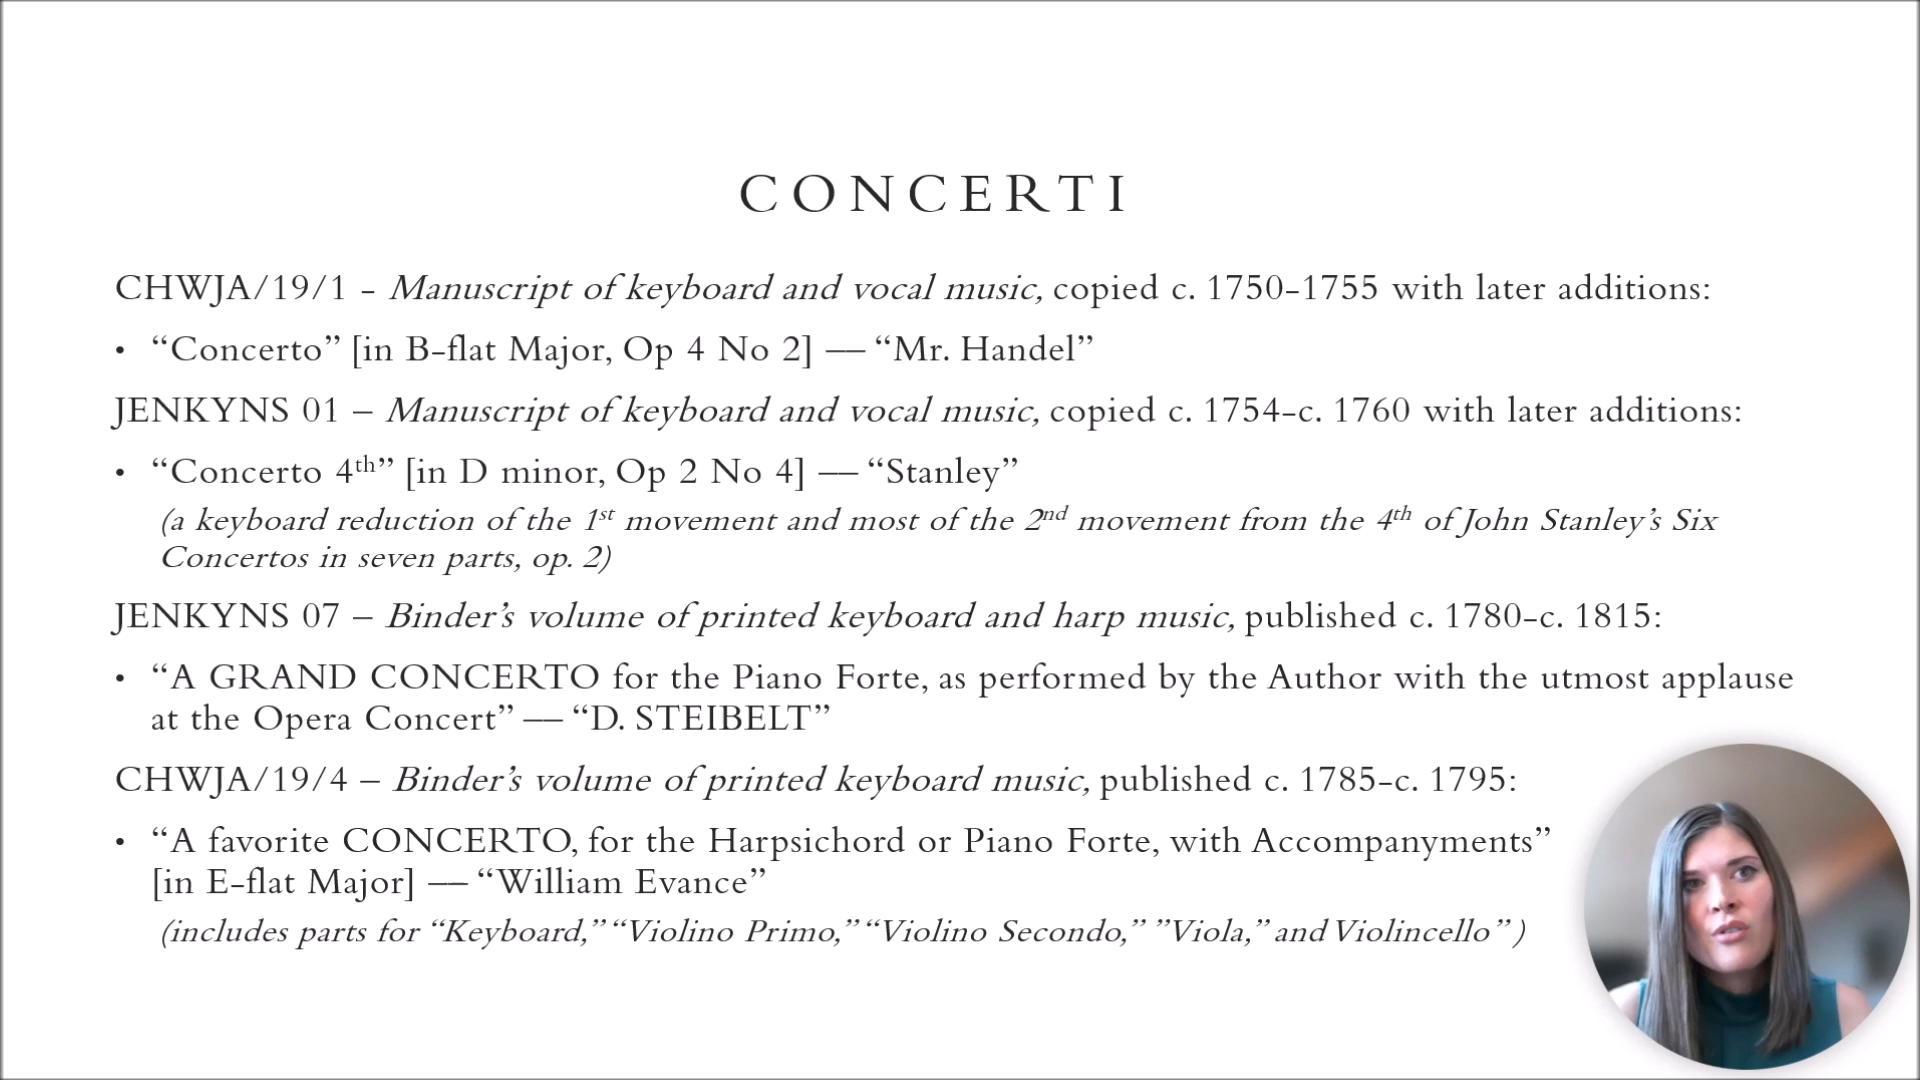 CONCERTI
CHWJA/19/1 - Manuscript of keyboard and vocal music, copied c. 1750-1755 with later additions:
• “Concerto” [in B-flat Major, Op 4 No 2] — “Mr. Handel”
JENKYNS 01 – Manuscript of keyboard and vocal music, copied c. 1754-c. 1760 with later additions:
• “Concerto 4th” [in D minor, Op 2 No 4] — “Stanley”
(a keyboard reduction of the 1st movement and most of the 2nd movement from the 4th of John Stanley’s Six
Concertos in seven parts, op. 2)
JENKYNS 07 – Binder’s volume of printed keyboard and harp music, published c. 1780-c. 1815:
• “A GRAND CONCERTO for the Piano Forte, as performed by the Author with the utmost applause
at the Opera Concert” — “D. STEIBELT”
CHWJA/19/4 – Binder’s volume of printed keyboard music, published c. 1785-c. 1795:
• “A favorite CONCERTO, for the Harpsichord or Piano Forte, with Accompanyments”
[in E-flat Major] — “William Evance”
(includes parts for “Keyboard,” “Violino Primo,” “Violino Secondo,” ”Viola,” and Violincello”)